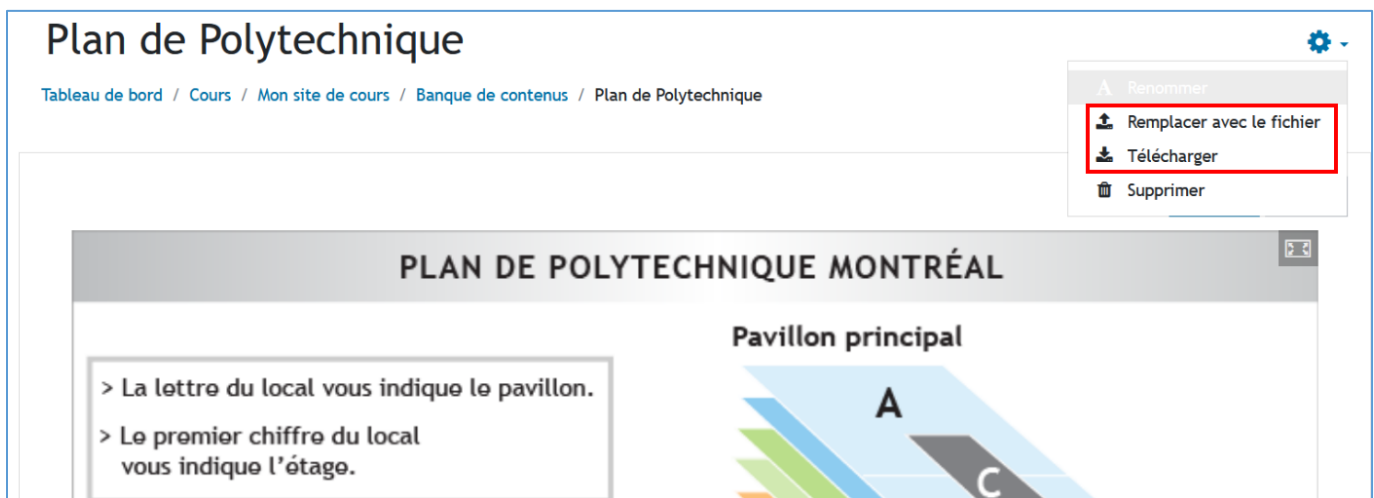 Plan de Polytechnique
Tableau de bord / Cours / Mon site de cours / Banque de contenus / Plan de Polytechnique
A Renommer
Remplacer avec le fichier
Télécharger
Supprimer
PLAN DE POLYTECHNIQUE MONTRÉAL
Pavillon principal
> La lettre du local vous indique le pavillon.
> Le premier chiffre du local
vous indique l'étage.
A
C